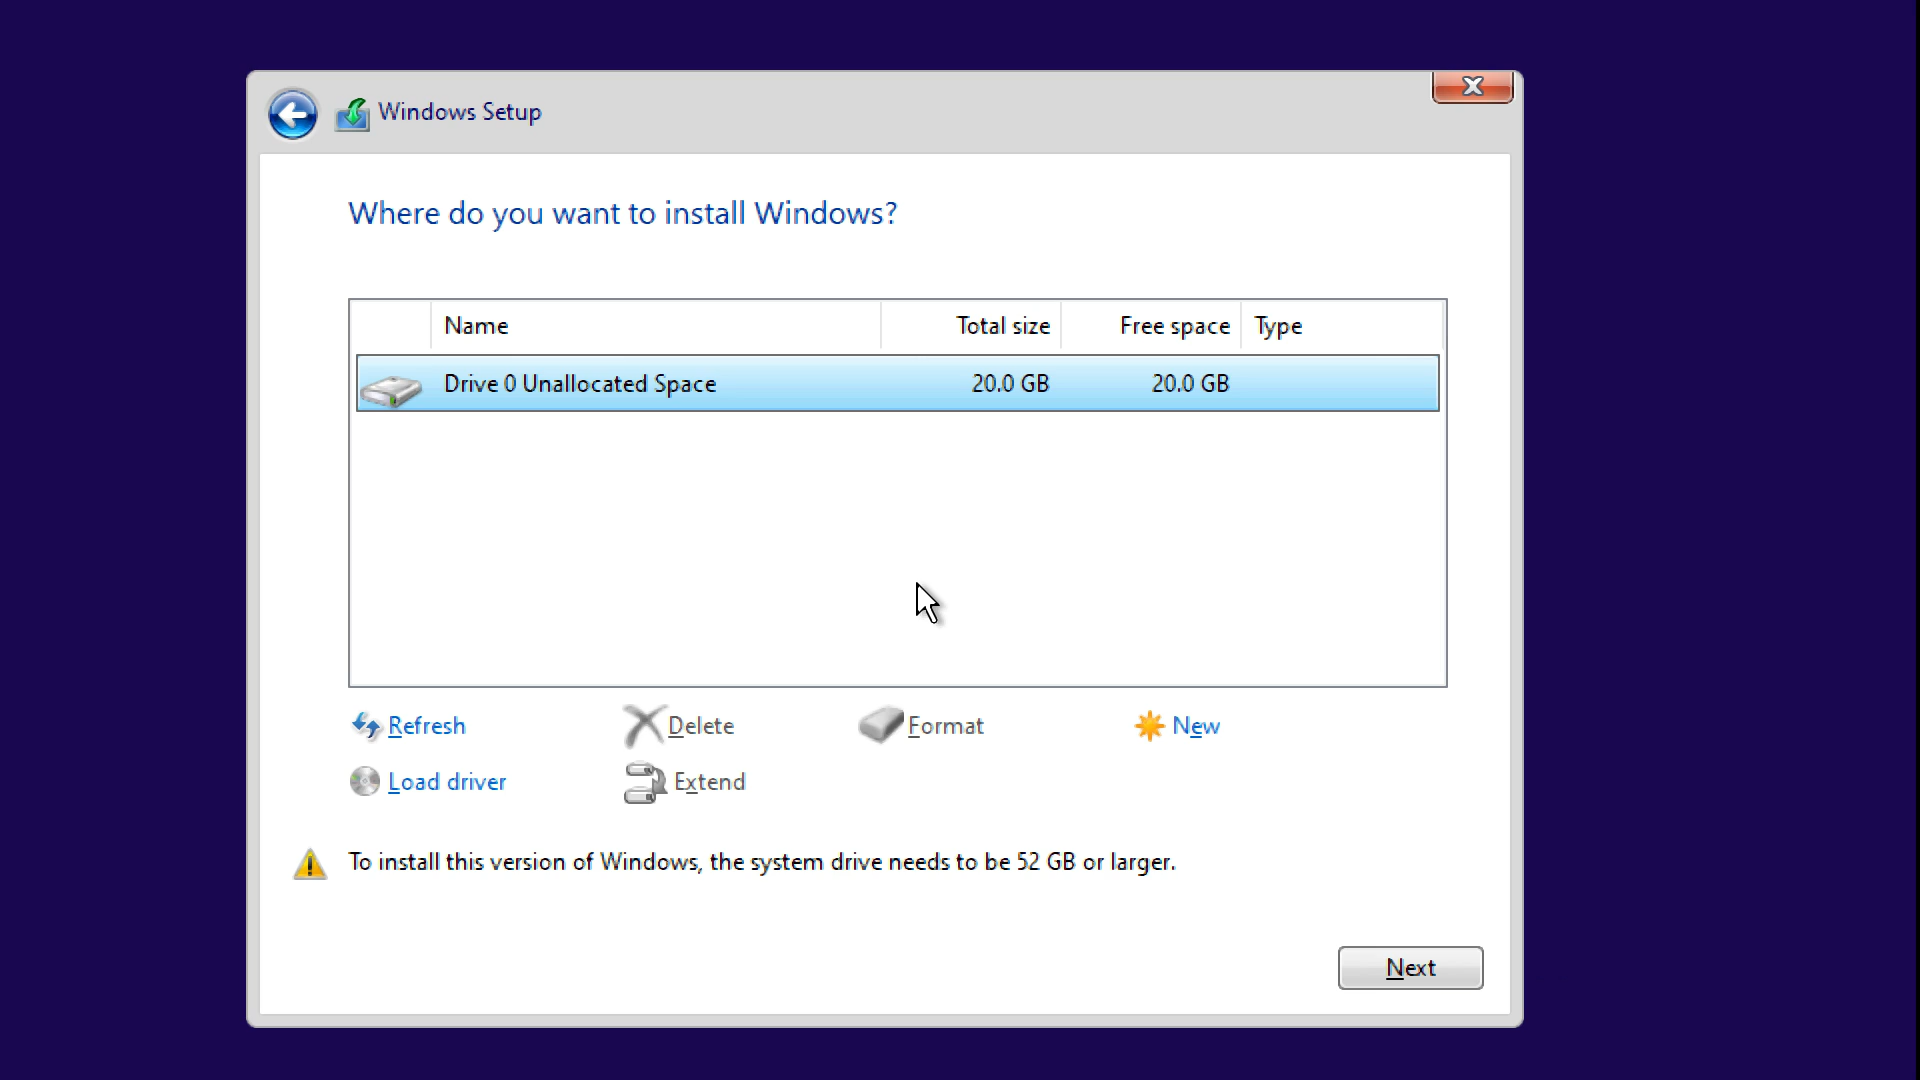 Windows Setup
Where do you want to install Windows?
Name Total size Free space Type
Drive 0 Unallocated Space 20.0 GB 20.0 GB
Refresh Delete Format New
Load driver Extend
To install this version of Windows, the system drive needs to be 52 GB or larger.
Next